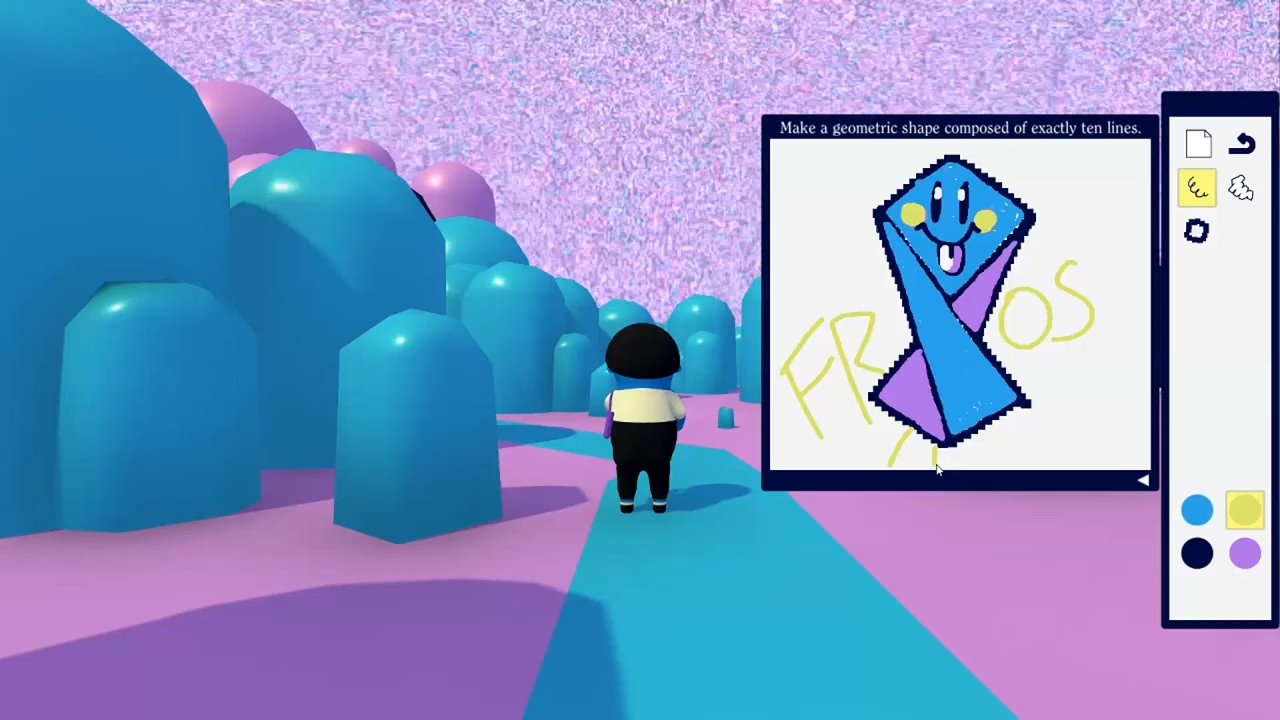 Make a geometric shape composed of exactly ten lines.
FR OS